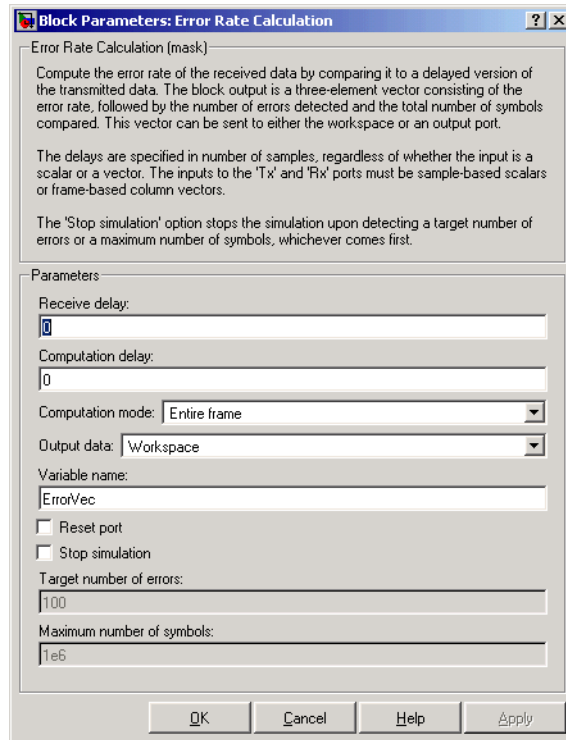 Block Parameters: Error Rate Calculation
Error Rate Calculation (mask)
Compute the error rate of the received data by comparing it to a delayed version of
the transmitted data. The block output is a three-element vector consisting of the
error rate, followed by the number of errors detected and the total number of symbols
compared. This vector can be sent to either the workspace or an output port.
The delays are specified in number of samples, regardless of whether the input is a
scalar or a vector. The inputs to the 'Tx' and 'Rx' ports must be sample-based scalars
or frame-based column vectors.
The 'Stop simulation' option stops the simulation upon detecting a target number of
errors or a maximum number of symbols, whichever comes first.
Parameters
Receive delay:
0
Computation delay:
0
Computation mode: Entire frame
Output data: Workspace
Variable name:
ErrorVec
Reset port
Stop simulation
Target number of errors:
100
Maximum number of symbols:
1e6
OK Cancel Help Apply